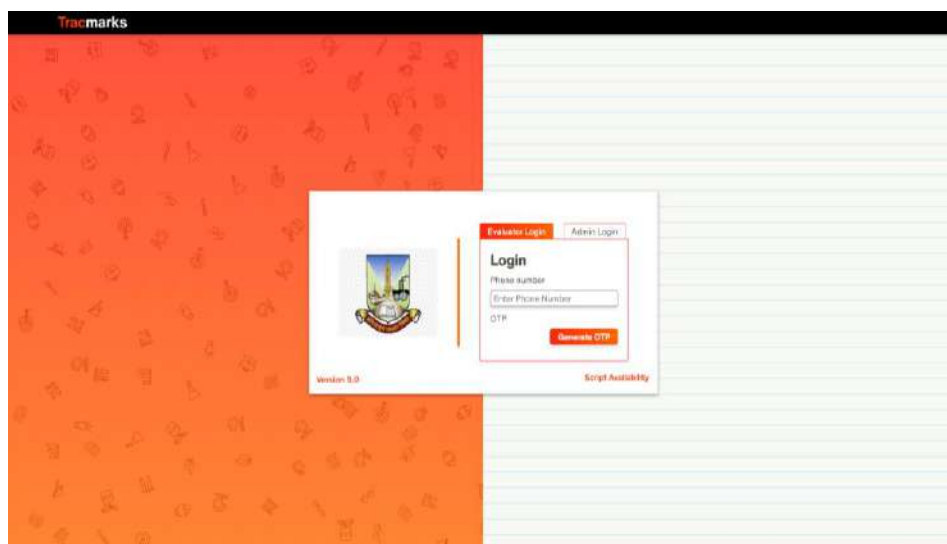 Tracmarks
Evaluator Login
Admin Login
Login
Phone number
Enter Phone Number
OTP
Generate OTP
Version 5.0
Script Availability